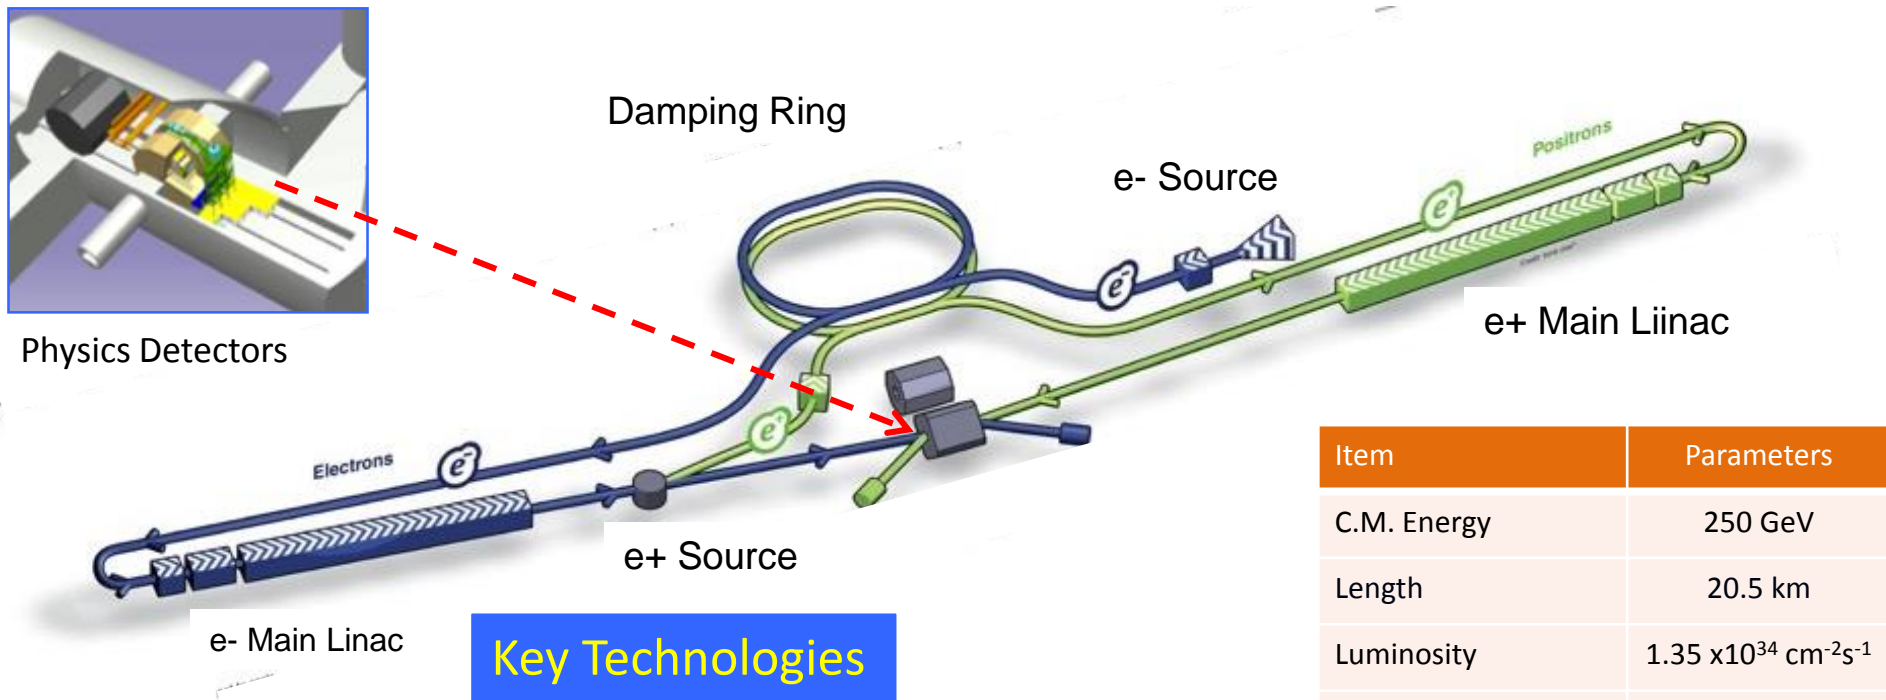 Damping Ring
e- Source
Positrons
e+
e-
Physics Detectors
e+ Main Liinac
e+
Electrons
e-
e+ Source
e- Main Linac
Key Technologies
Item Parameters
C.M. Energy 250 GeV
Length 20.5 km
Luminosity 1.35 x10³⁴ cm⁻²s⁻¹